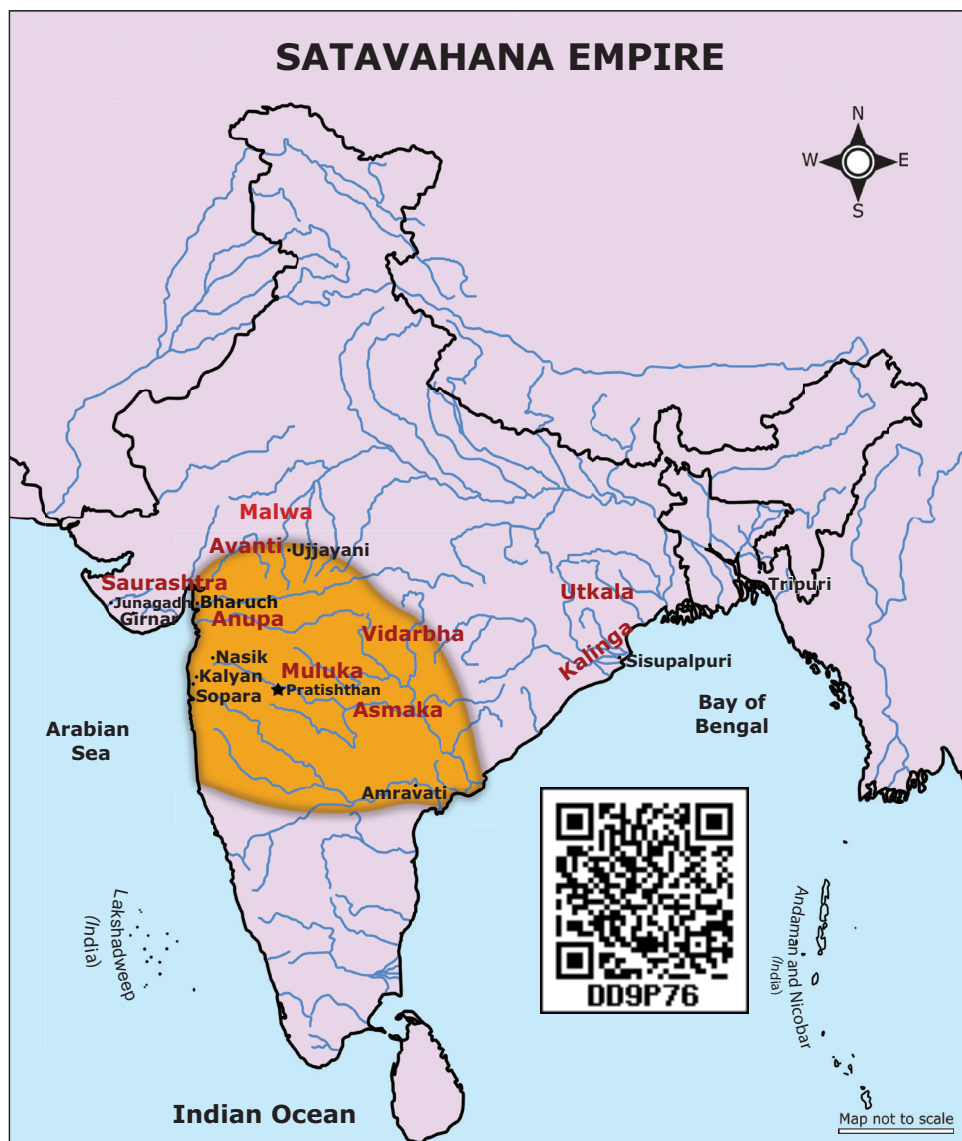 SATAVAHANA EMPIRE
N
W
E
S
Malwa
Avanti
Ujjayani
Saurashtra
Junagadh
Bharuch
Girnar
Anupa
Utkala
Tripuri
Vidarbha
Kalinga
Nasik
Muluka
Sisupalpuri
Kalyan
Pratishthan
Sopara
Asmaka
Bay of
Bengal
Arabian
Sea
Amravati
Lakshadweep
(India)
Andaman and Nicobar
(India)
DD9P76
Indian Ocean
Map not to scale